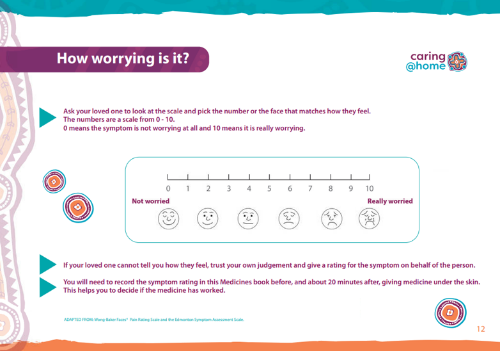 How worrying is it?
caring
@home
Ask your loved one to look at the scale and pick the number or the face that matches how they feel.
The numbers are a scale from 0 - 10.
0 means the symptom is not worrying at all and 10 means it is really worrying.
0 1 2 3 4 5 6 7 8 9 10
Not worried Really worried
If your loved one cannot tell you how they feel, trust your own judgement and give a rating for the symptom on behalf of the person.
You will need to record the symptom rating in this Medicines book before, and about 20 minutes after, giving medicine under the skin.
This helps you to decide if the medicine has worked.
ADAPTED FROM: Wong Baker Faces® Pain Rating Scale and the Edmonton Symptom Assessment Scale.
12